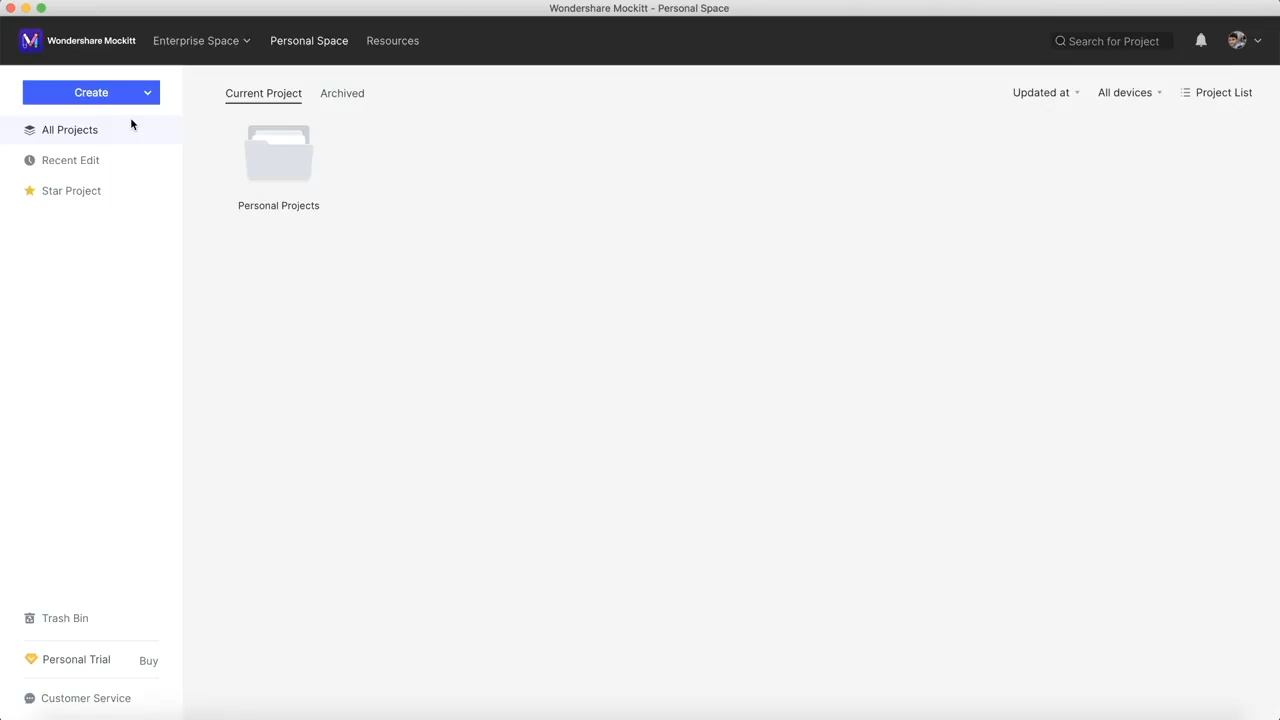 Wondershare Mockitt - Personal Space
Wondershare Mockitt
Enterprise Space
Personal Space
Resources
Search for Project
Create
Current Project
Archived
Updated at
All devices
Project List
All Projects
Recent Edit
Star Project
Personal Projects
Trash Bin
Personal Trial
Buy
Customer Service